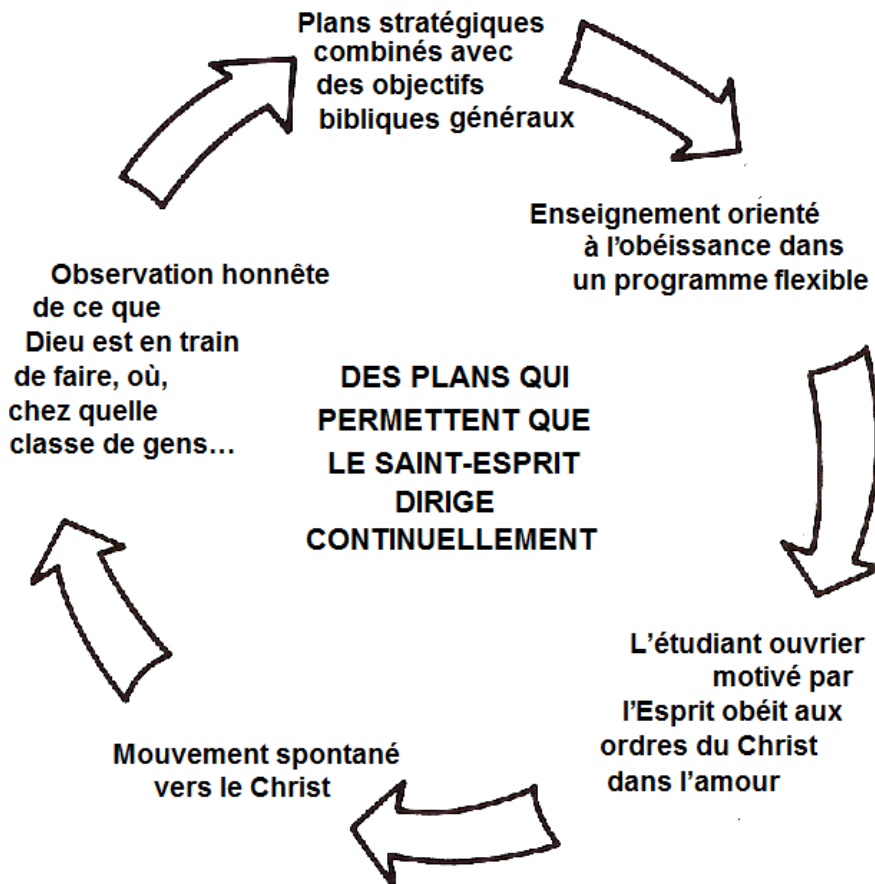 Plans stratégiques
combinés avec
des objectifs
bibliques généraux
Enseignement orienté
à l'obéissance dans
un programme flexible
L'étudiant ouvrier
motivé par
l'Esprit obéit aux
ordres du Christ
dans l'amour
Mouvement spontané
vers le Christ
Observation honnête
de ce que
Dieu est en train
de faire, où,
chez quelle
classe de gens…
DES PLANS QUI
PERMETTENT QUE
LE SAINT-ESPRIT
DIRIGE
CONTINUELLEMENT